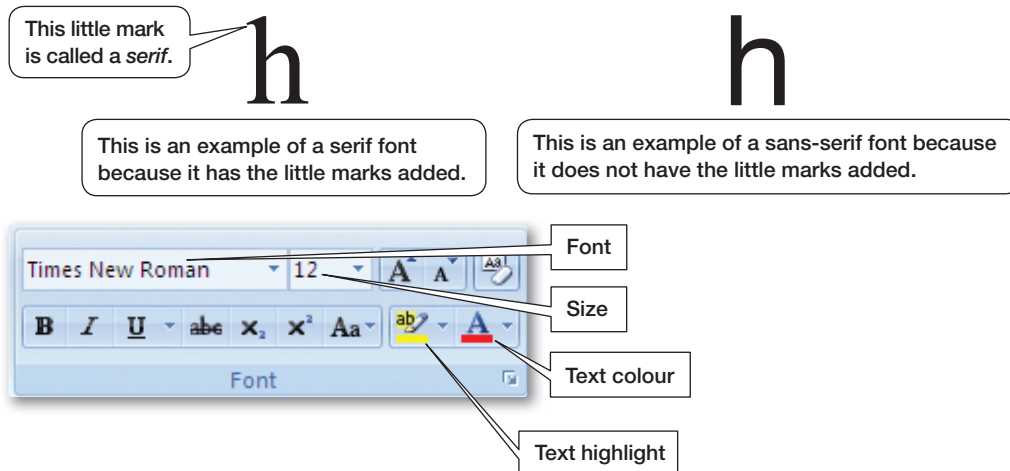 This little mark
is called a serif.
h
h
This is an example of a serif font
because it has the little marks added.
This is an example of a sans-serif font because
it does not have the little marks added.
Font
Times New Roman
12
A A
Aa
Size
B I U abc x₂ x² Aa
ab A
Text colour
Font
Text highlight